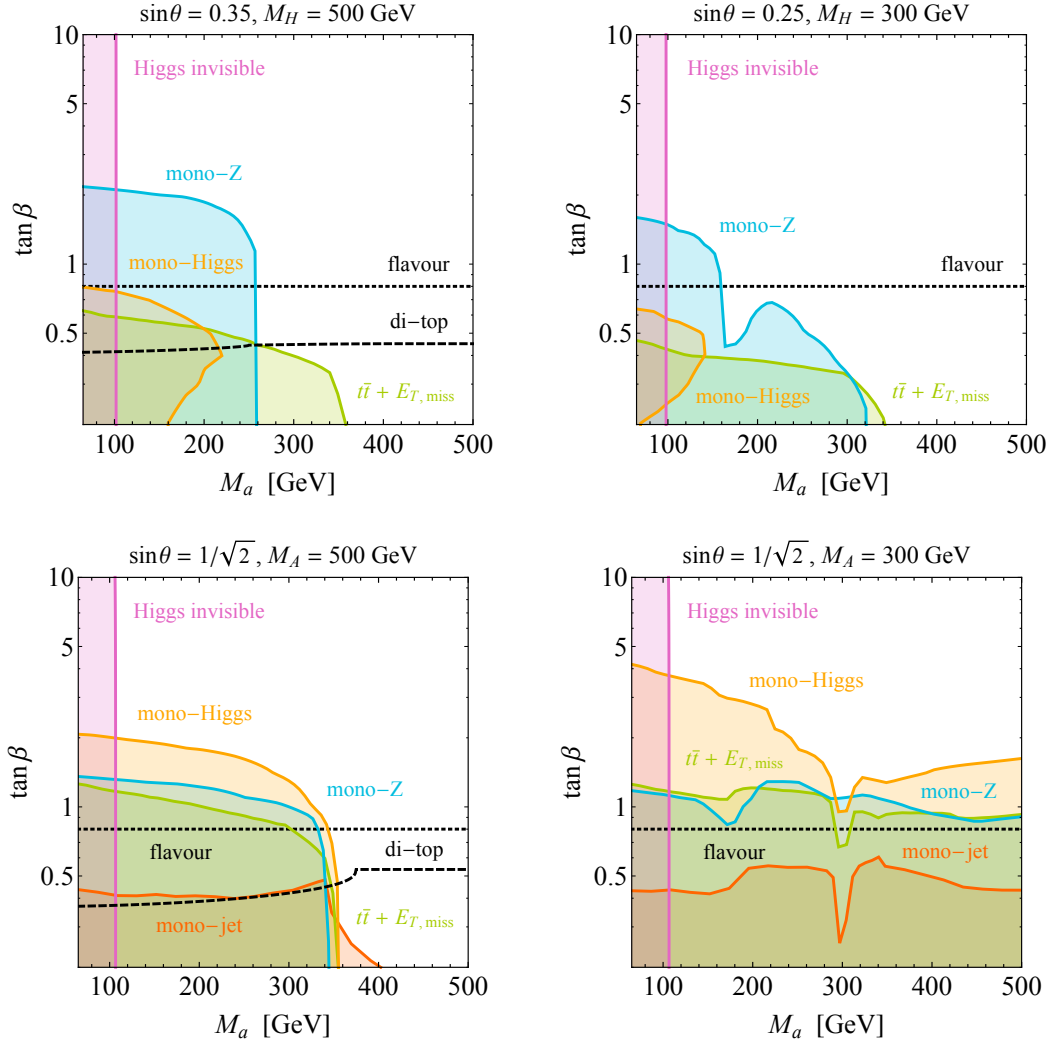 sinθ = 0.35, M_H = 500 GeV
10
Higgs invisible
5
mono−Z
tan β
mono−Higgs
flavour
1
di−top
0.5
tt̄ + E_T, miss
100 200 300 400 500
M_a [GeV]
sinθ = 0.25, M_H = 300 GeV
10
Higgs invisible
5
mono−Z
tan β
flavour
1
0.5
mono−Higgs
tt̄ + E_T, miss
100 200 300 400 500
M_a [GeV]
sinθ = 1/√2, M_A = 500 GeV
10
Higgs invisible
5
mono−Higgs
tan β
mono−Z
1
flavour
di−top
0.5
mono−jet
tt̄ + E_T, miss
100 200 300 400 500
M_a [GeV]
sinθ = 1/√2, M_A = 300 GeV
10
Higgs invisible
5
mono−Higgs
tan β
tt̄ + E_T, miss
mono−Z
1
flavour
mono−jet
0.5
100 200 300 400 500
M_a [GeV]